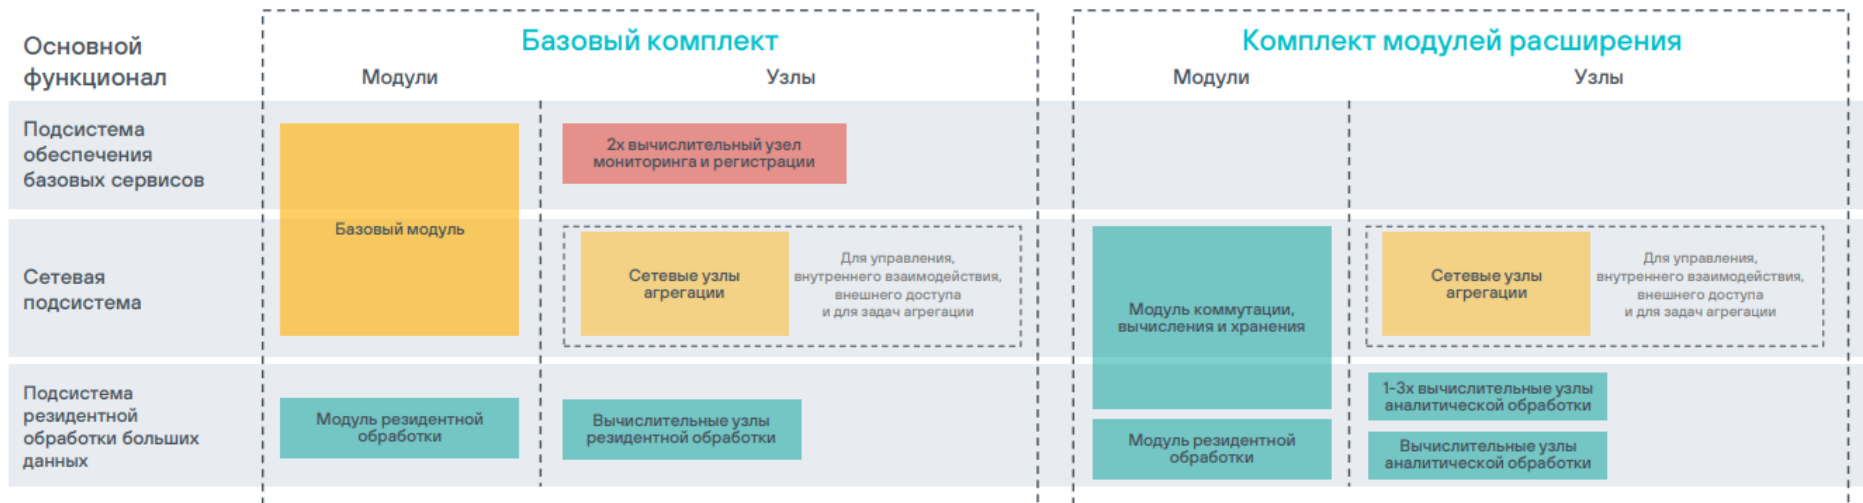 Основной
функционал
Базовый комплект
Модули
Узлы
Комплект модулей расширения
Модули
Узлы
Подсистема
обеспечения
базовых сервисов
Базовый модуль
2х вычислительный узел
мониторинга и регистрации
Сетевая
подсистема
Сетевые узлы
агрегации
Для управления,
внутреннего взаимодействия,
внешнего доступа
и для задач агрегации
Модуль коммутации,
вычисления и хранения
Сетевые узлы
агрегации
Для управления,
внутреннего взаимодействия,
внешнего доступа
и для задач агрегации
Подсистема
резидентной
обработки больших
данных
Модуль резидентной
обработки
Вычислительные узлы
резидентной обработки
Модуль резидентной
обработки
1-3х вычислительные узлы
аналитической обработки
Вычислительные узлы
аналитической обработки